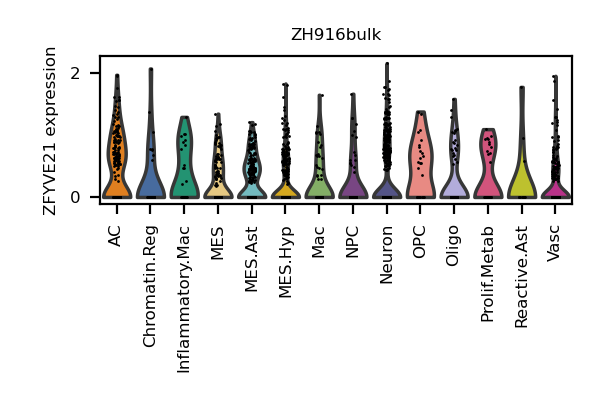 ZH916bulk
ZFYVE21 expression
2
0
AC
Chromatin.Reg
Inflammatory.Mac
MES
MES.Ast
MES.Hyp
Mac
NPC
Neuron
OPC
Oligo
Prolif.Metab
Reactive.Ast
Vasc